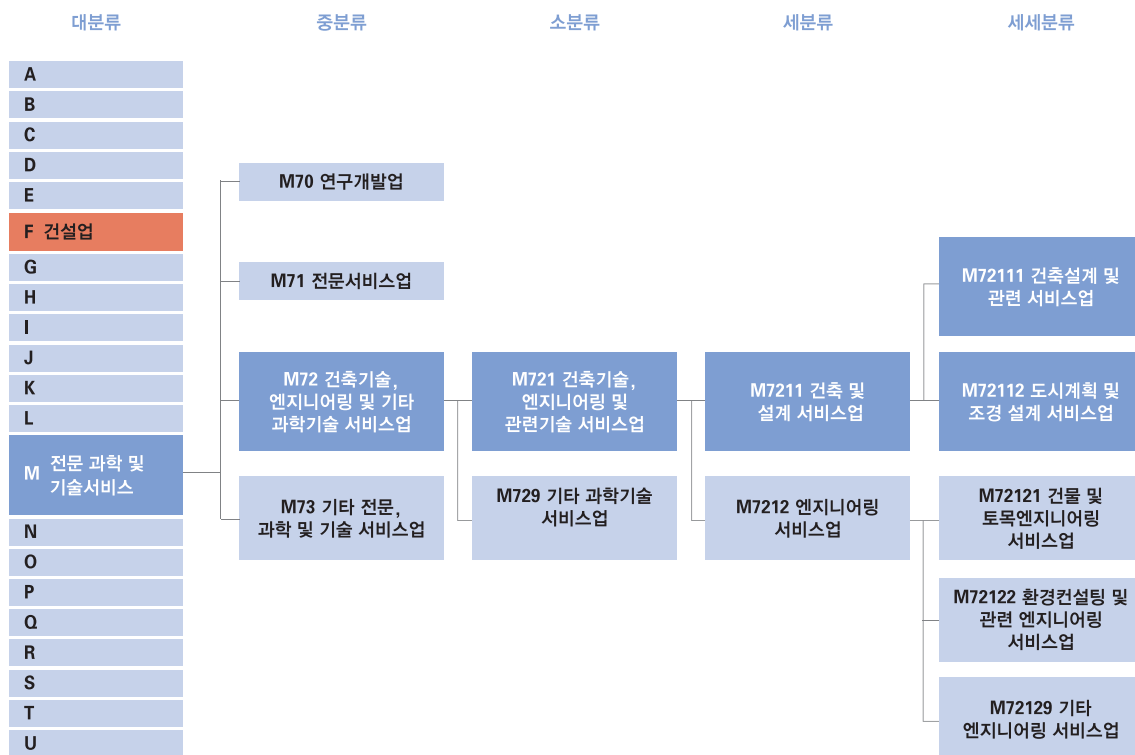 대분류
중분류
소분류
세분류
세세분류
A
B
C
D
E
F 건설업
G
H
I
J
K
L
M 전문 과학 및
기술서비스
N
O
P
Q
R
S
T
U
M70 연구개발업
M71 전문서비스업
M72 건축기술,
엔지니어링 및 기타
과학기술 서비스업
M73 기타 전문,
과학 및 기술 서비스업
M721 건축기술,
엔지니어링 및
관련기술 서비스업
M729 기타 과학기술
서비스업
M7211 건축 및
설계 서비스업
M7212 엔지니어링
서비스업
M72111 건축설계 및
관련 서비스업
M72112 도시계획 및
조경 설계 서비스업
M72121 건물 및
토목엔지니어링
서비스업
M72122 환경컨설팅 및
관련 엔지니어링
서비스업
M72129 기타
엔지니어링 서비스업